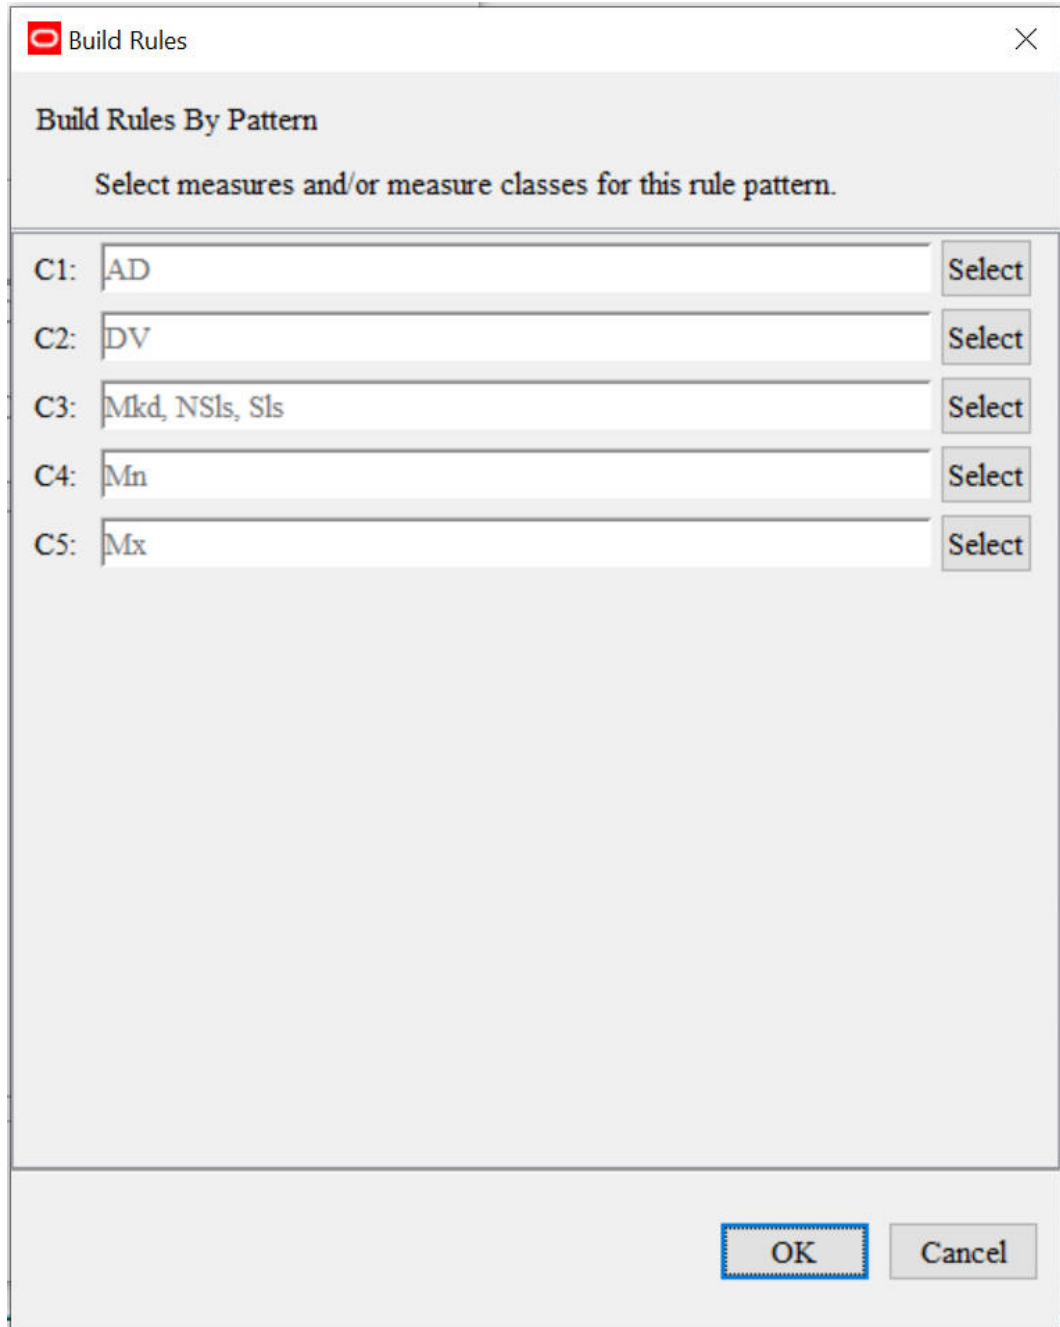 Build Rules
Build Rules By Pattern
Select measures and/or measure classes for this rule pattern.
C1: AD Select
C2: DV Select
C3: Mkd, NSls, Sls Select
C4: Mn Select
C5: Mx Select
OK Cancel